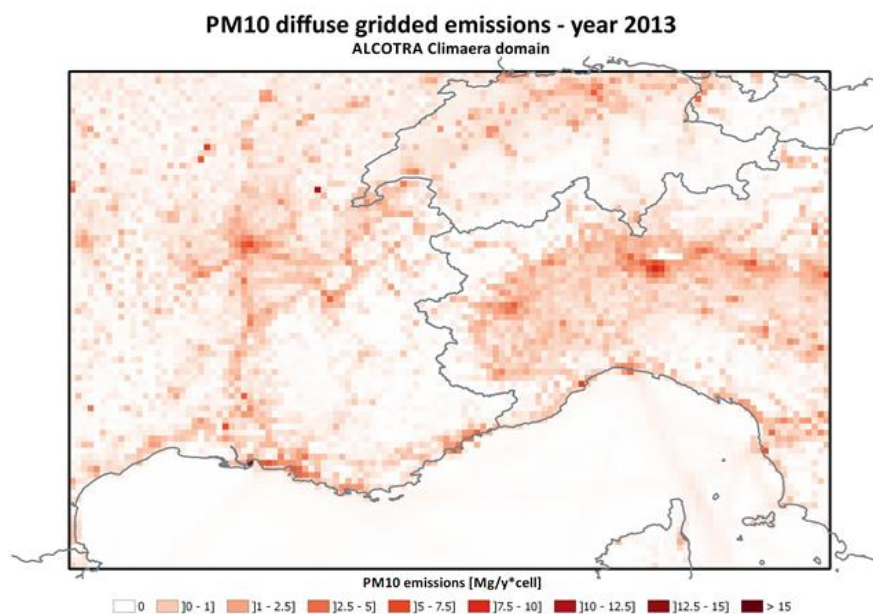 PM10 diffuse gridded emissions - year 2013
ALCOTRA Climaera domain
PM10 emissions [Mg/y*cell]
0 ]0 - 1] ]1 - 2.5] ]2.5 - 5] ]5 - 7.5] ]7.5 - 10] ]10 - 12.5] ]12.5 - 15] > 15